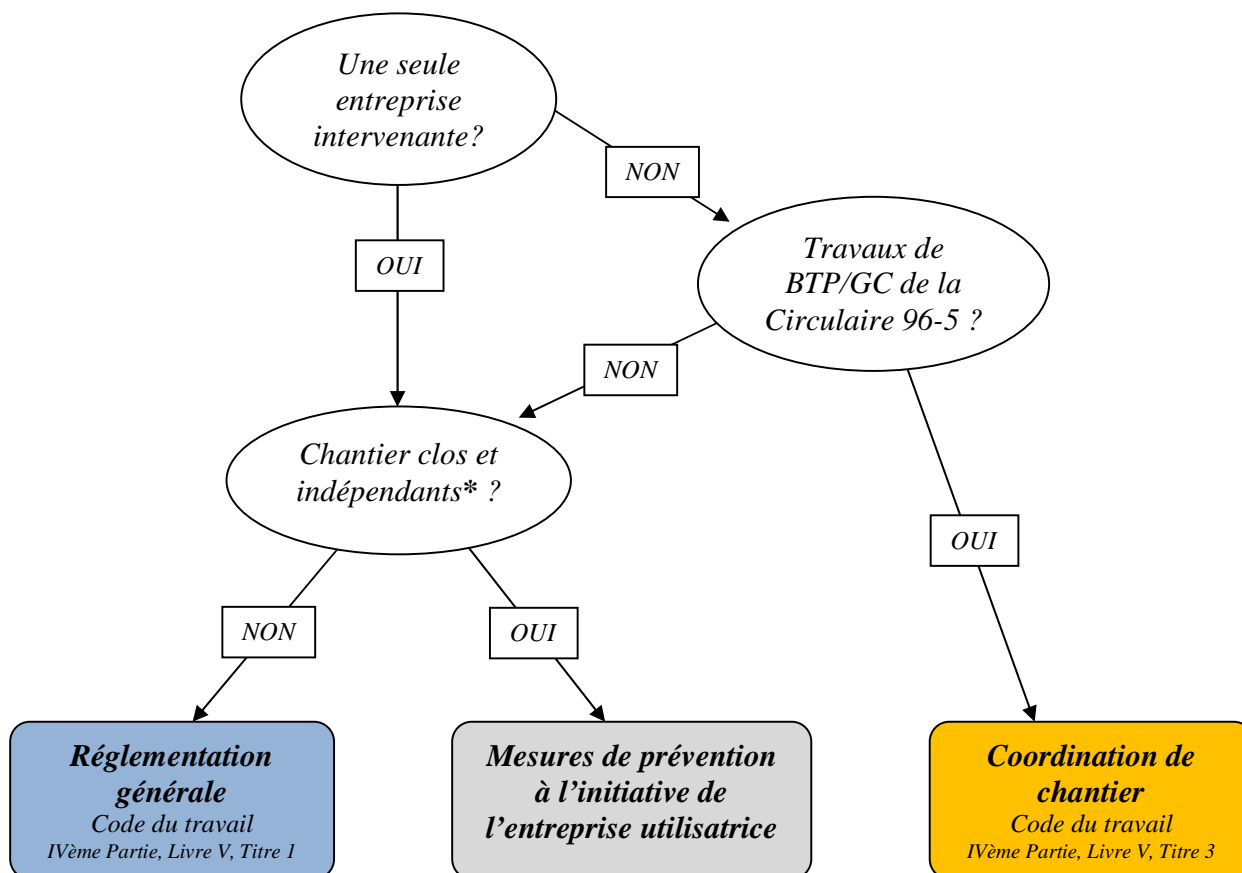 Une seule
entreprise
intervenante?
NON
OUI
Travaux de
BTP/GC de la
Circulaire 96-5 ?
NON
Chantier clos et
indépendants* ?
OUI
NON
OUI
Réglementation
générale
Code du travail
IVème Partie, Livre V, Titre 1
Mesures de prévention
à l’initiative de
l’entreprise utilisatrice
Coordination de
chantier
Code du travail
IVème Partie, Livre V, Titre 3